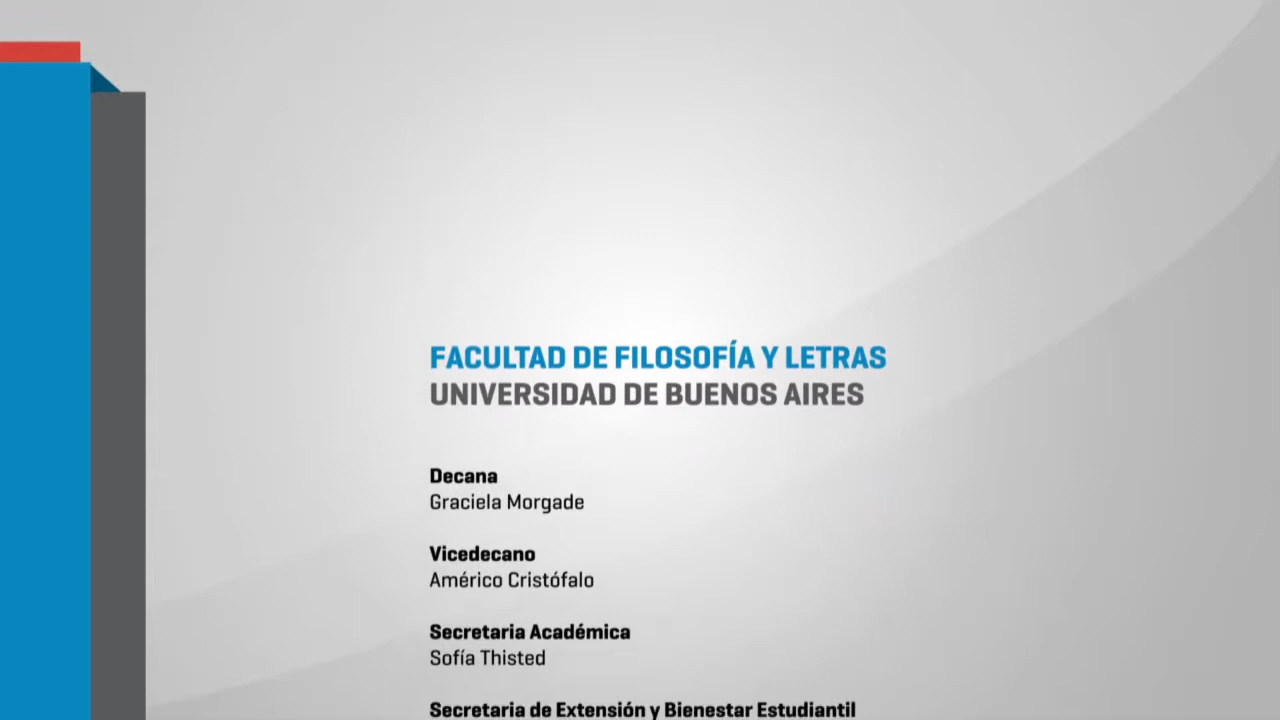 FACULTAD DE FILOSOFÍA Y LETRAS
UNIVERSIDAD DE BUENOS AIRES
Decana
Graciela Morgade
Vicedecano
Américo Cristófalo
Secretaria Académica
Sofía Thisted
Secretaria de Extensión y Bienestar Estudiantil